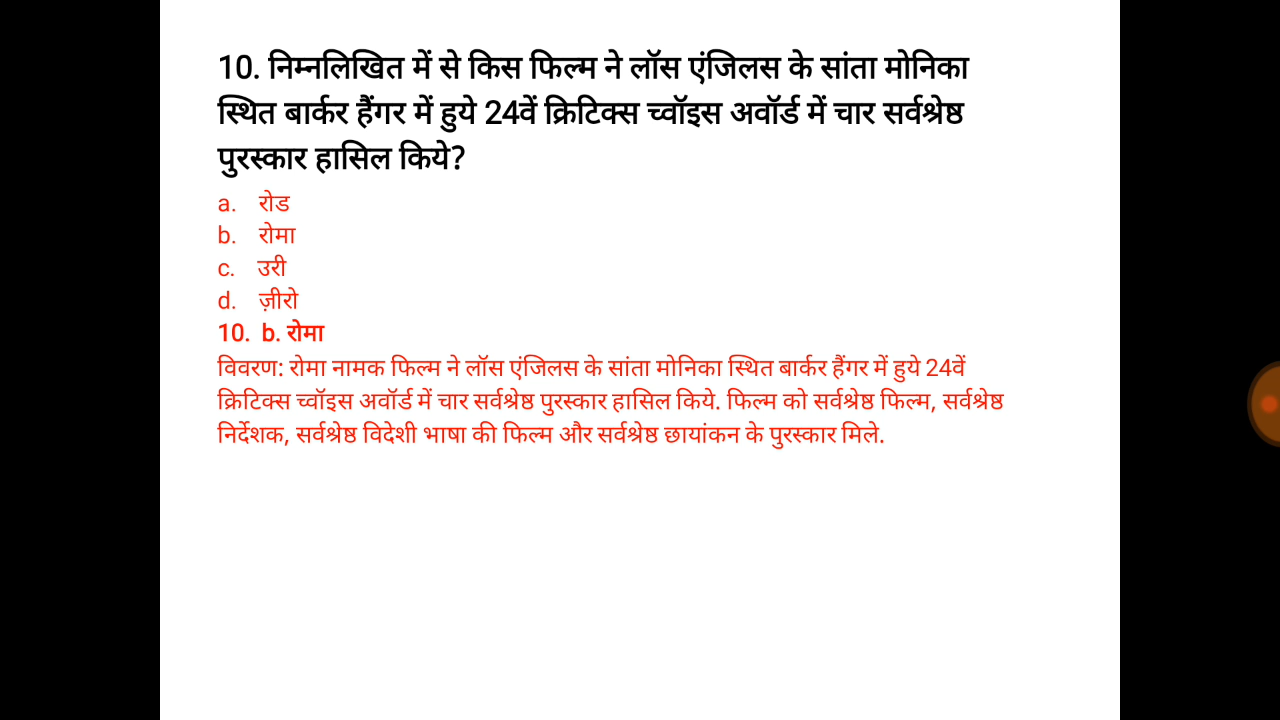 10. निम्नलिखित में से किस फिल्म ने लॉस एंजिलस के सांता मोनिका
स्थित बार्कर हैंगर में हुये 24वें क्रिटिक्स च्वॉइस अवॉर्ड में चार सर्वश्रेष्ठ
पुरस्कार हासिल किये?
a. रोड
b. रोमा
c. उरी
d. ज़ीरो
10. b. रोमा
विवरण: रोमा नामक फिल्म ने लॉस एंजिलस के सांता मोनिका स्थित बार्कर हैंगर में हुये 24वें
क्रिटिक्स च्वॉइस अवॉर्ड में चार सर्वश्रेष्ठ पुरस्कार हासिल किये. फिल्म को सर्वश्रेष्ठ फिल्म, सर्वश्रेष्ठ
निर्देशक, सर्वश्रेष्ठ विदेशी भाषा की फिल्म और सर्वश्रेष्ठ छायांकन के पुरस्कार मिले.